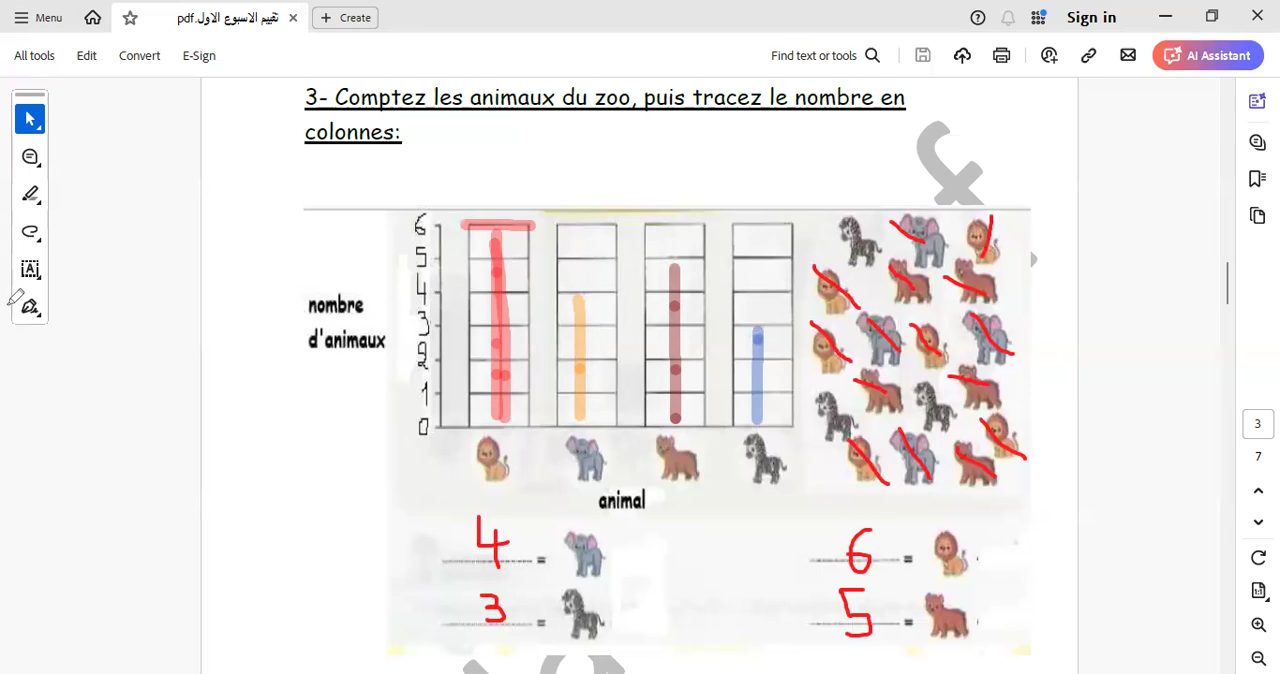 Menu
تقييم الاسبوع الاول.pdf
Create
Sign in
All tools Edit Convert E-Sign
Find text or tools
AI Assistant
3- Comptez les animaux du zoo, puis tracez le nombre en
colonnes:
nombre
d'animaux
6
5
4
3
2
1
0
animal
4 =
6 =
3 =
5 =
3
7